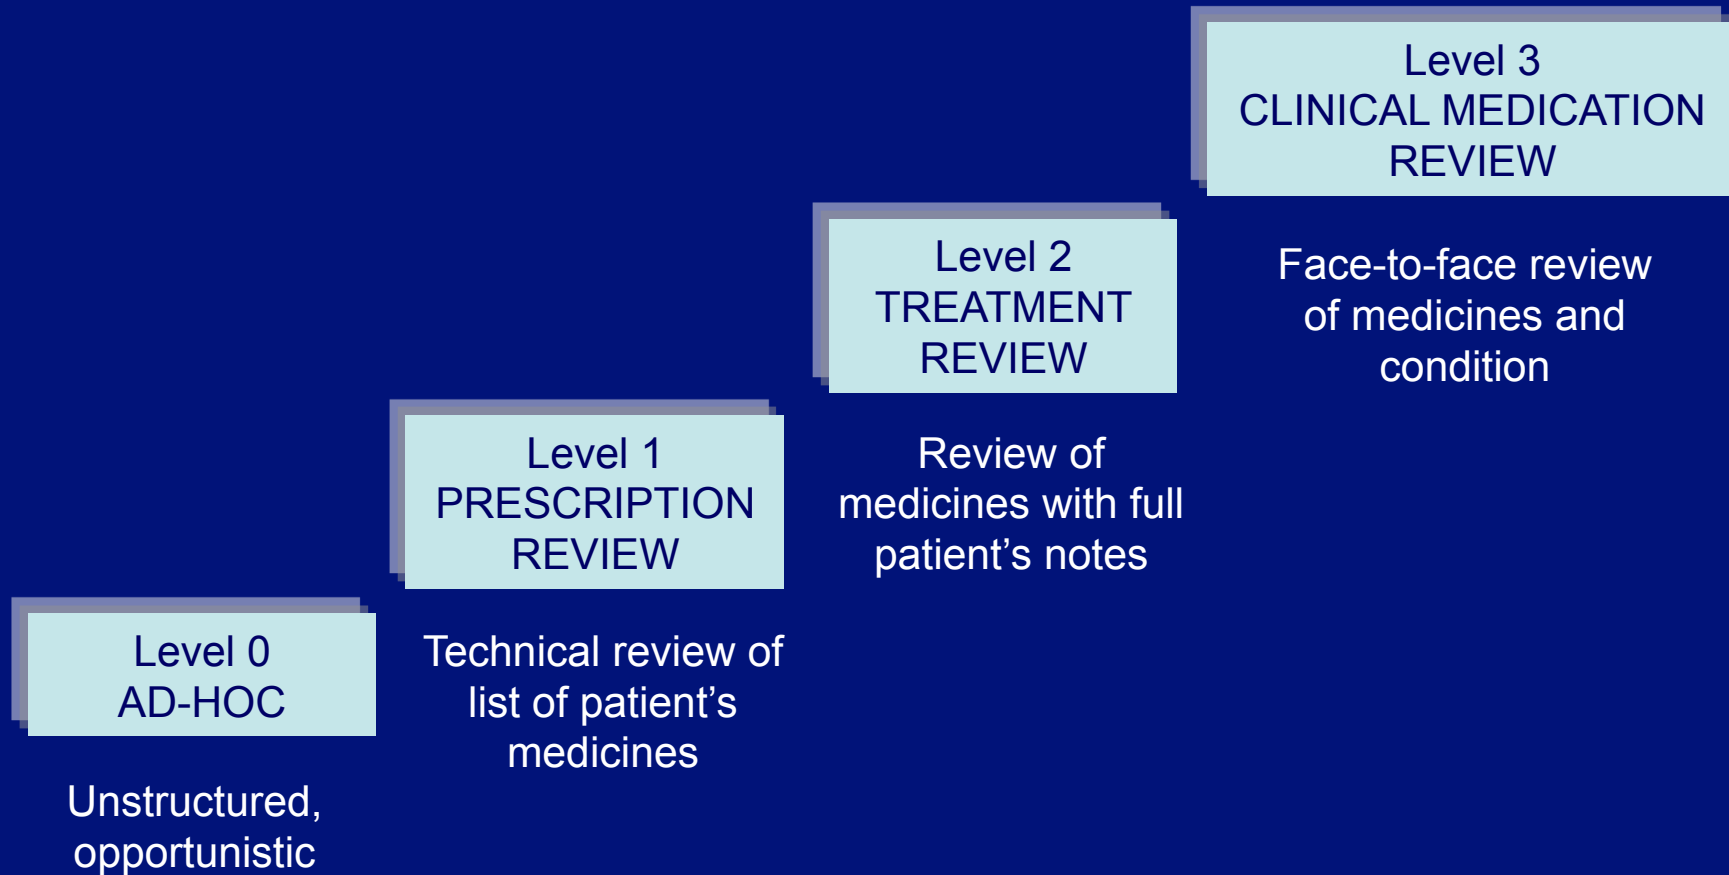 Level 3
CLINICAL MEDICATION
REVIEW
Face-to-face review
of medicines and
condition
Level 2
TREATMENT
REVIEW
Review of
medicines with full
patient’s notes
Level 1
PRESCRIPTION
REVIEW
Technical review of
list of patient’s
medicines
Level 0
AD-HOC
Unstructured,
opportunistic